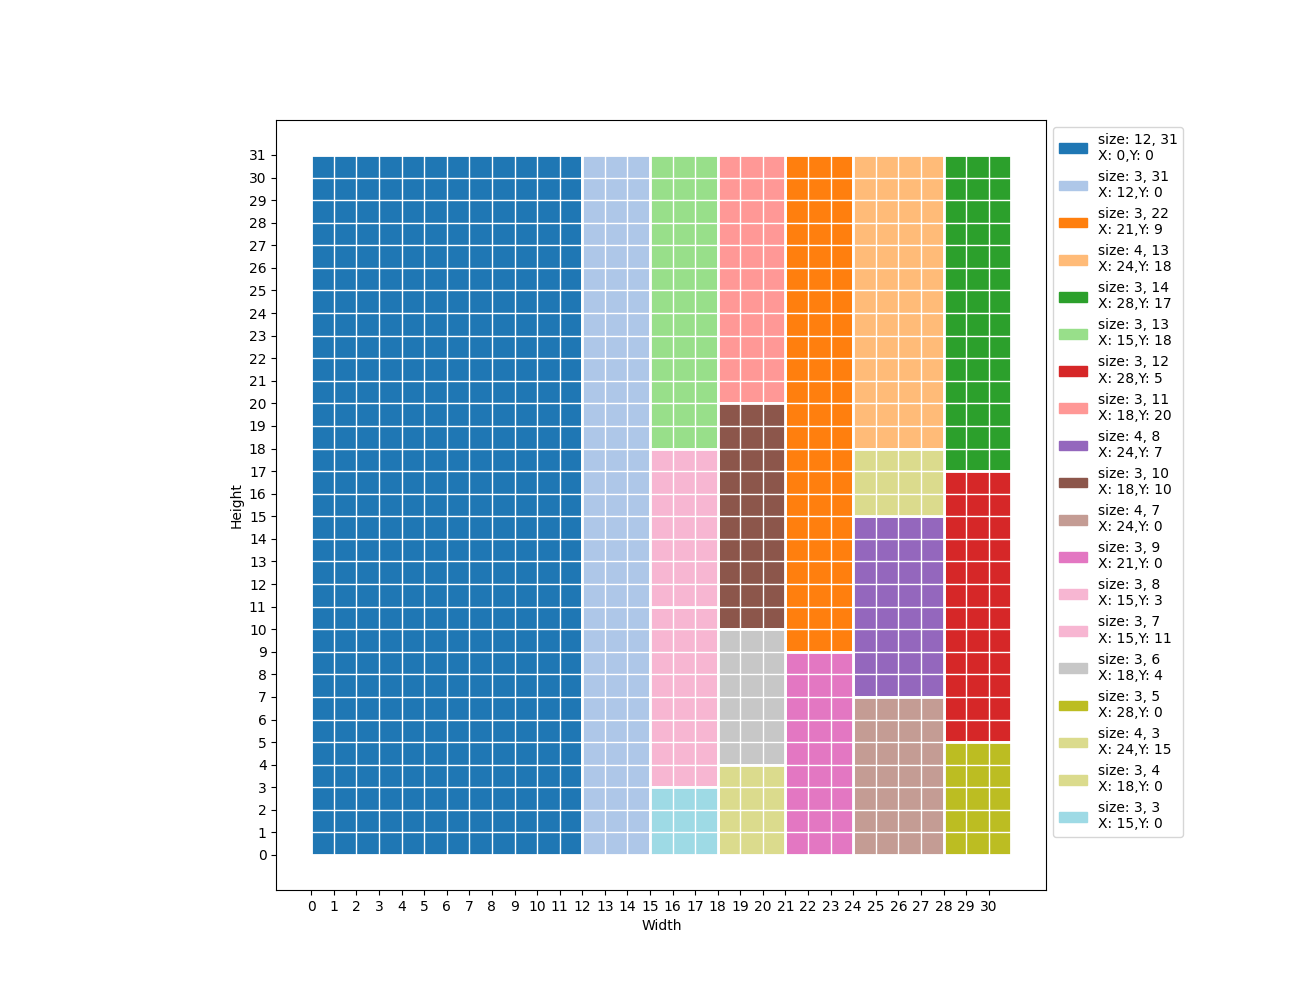 31
30
29
28
27
26
25
24
23
22
21
20
19
18
17
16
15
14
13
12
11
10
9
8
7
6
5
4
3
2
1
0
Height
0 1 2 3 4 5 6 7 8 9 10 11 12 13 14 15 16 17 18 19 20 21 22 23 24 25 26 27 28 29 30
Width
size: 12, 31
X: 0,Y: 0
size: 3, 31
X: 12,Y: 0
size: 3, 22
X: 21,Y: 9
size: 4, 13
X: 24,Y: 18
size: 3, 14
X: 28,Y: 17
size: 3, 13
X: 15,Y: 18
size: 3, 12
X: 28,Y: 5
size: 3, 11
X: 18,Y: 20
size: 4, 8
X: 24,Y: 7
size: 3, 10
X: 18,Y: 10
size: 4, 7
X: 24,Y: 0
size: 3, 9
X: 21,Y: 0
size: 3, 8
X: 15,Y: 3
size: 3, 7
X: 15,Y: 11
size: 3, 6
X: 18,Y: 4
size: 3, 5
X: 28,Y: 0
size: 4, 3
X: 24,Y: 15
size: 3, 4
X: 18,Y: 0
size: 3, 3
X: 15,Y: 0